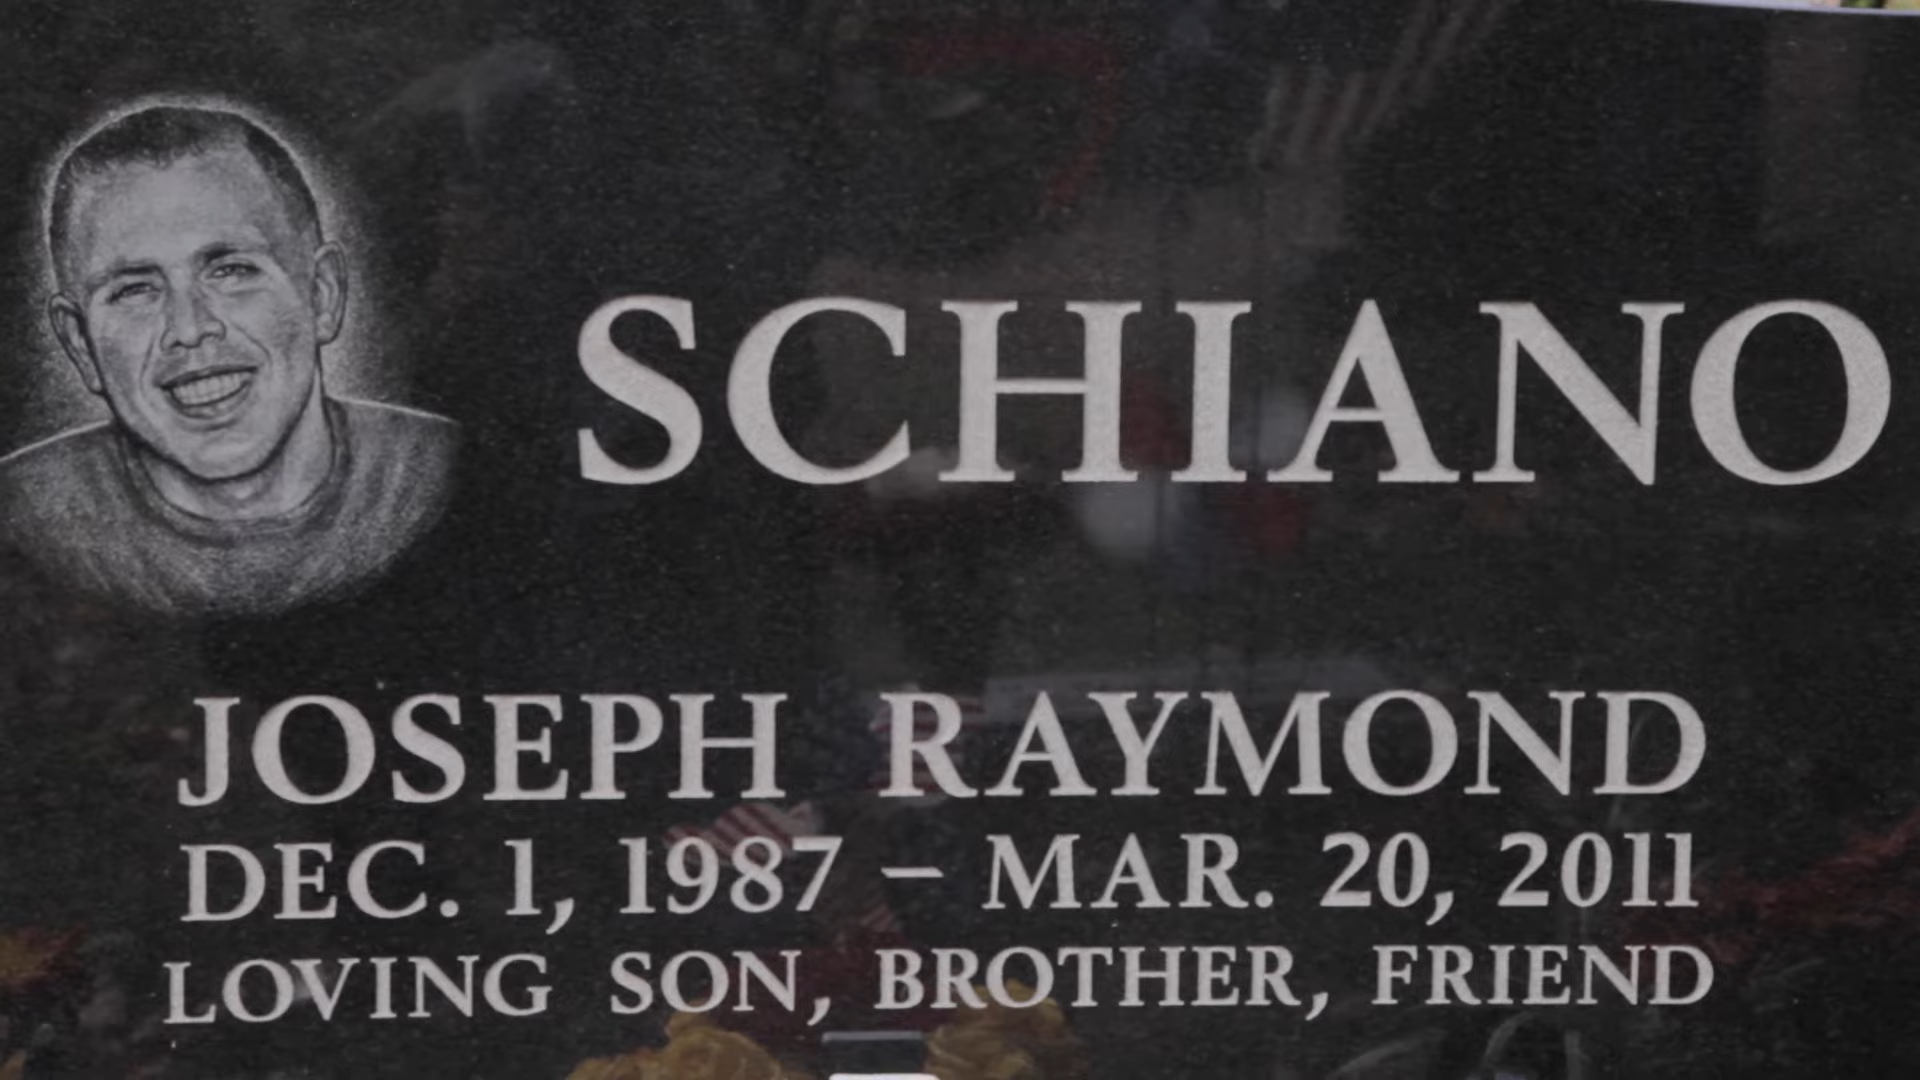 SCHIANO
JOSEPH RAYMOND
DEC. 1, 1987 – MAR. 20, 2011
LOVING SON, BROTHER, FRIEND